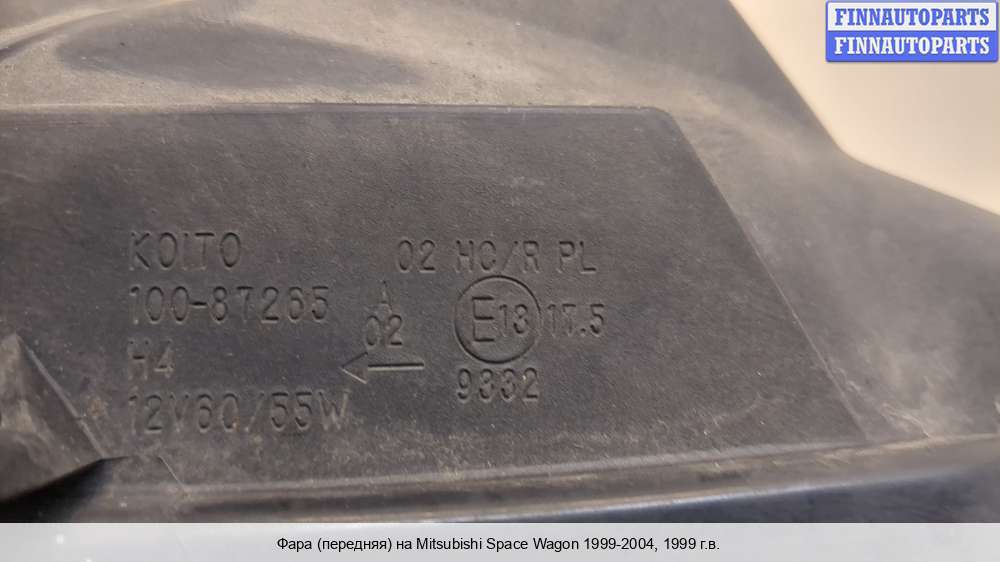 FINNAUTOPARTS
FINNAUTOPARTS
KOITO
02 HC/R PL
100-87265
A
02
E13 17.5
H4
9332
12V60/55W
Фара (передняя) на Mitsubishi Space Wagon 1999-2004, 1999 г.в.